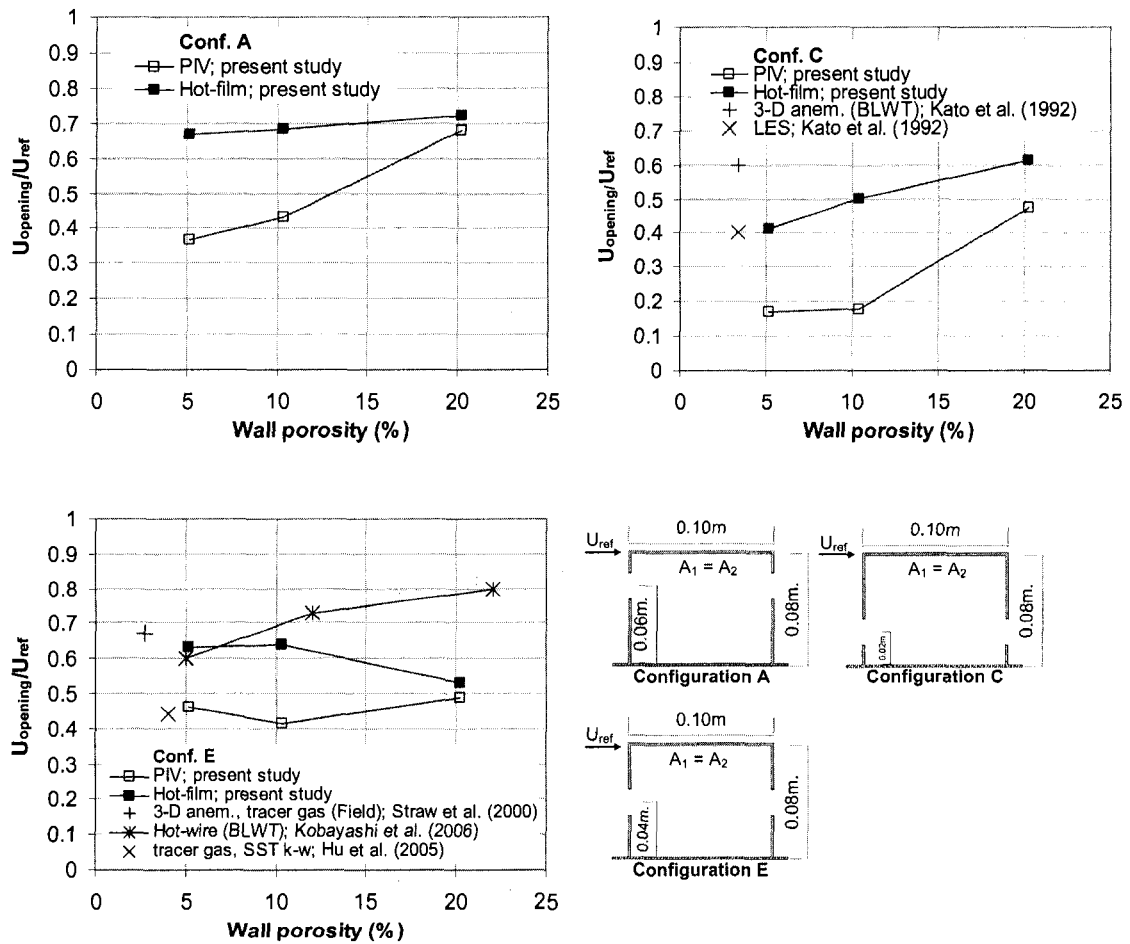 Conf. A
PIV; present study
Hot-film; present study
1
0.9
0.8
0.7
0.6
0.5
0.4
0.3
0.2
0.1
0
Uopening/Uref
0 5 10 15 20 25
Wall porosity (%)
Conf. C
PIV; present study
Hot-film; present study
3-D anem. (BLWT); Kato et al. (1992)
LES; Kato et al. (1992)
1
0.9
0.8
0.7
0.6
0.5
0.4
0.3
0.2
0.1
0
Uopening/Uref
0 5 10 15 20 25
Wall porosity (%)
1
0.9
0.8
0.7
0.6
0.5
0.4
0.3
0.2
0.1
0
Uopening/Uref
Conf. E
PIV; present study
Hot-film; present study
3-D anem., tracer gas (Field); Straw et al. (2000)
Hot-wire (BLWT); Kobayashi et al. (2006)
tracer gas, SST k-w; Hu et al. (2005)
0 5 10 15 20 25
Wall porosity (%)
0.10m
Uref
A1 = A2
0.06m.
0.08m.
Configuration A
0.10m
Uref
A1 = A2
0.02m
0.08m.
Configuration C
0.10m
Uref
A1 = A2
0.04m.
0.08m.
Configuration E